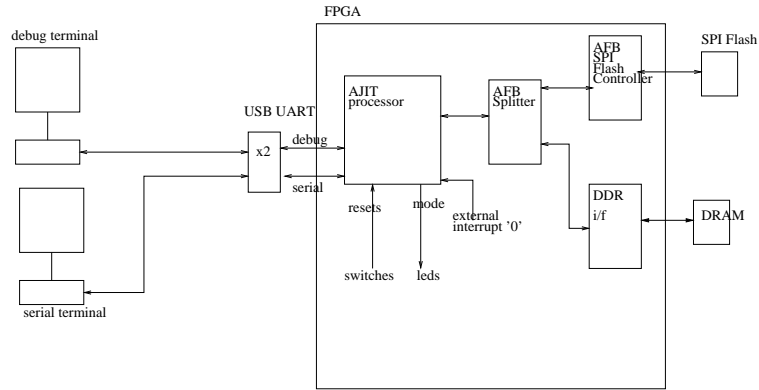 FPGA
debug terminal
AFB
SPI
Flash
Controller
SPI Flash
AJIT
processor
AFB
Splitter
USB UART
x2
debug
serial
DDR
i/f
DRAM
resets
mode
external
interrupt '0'
switches
leds
serial terminal